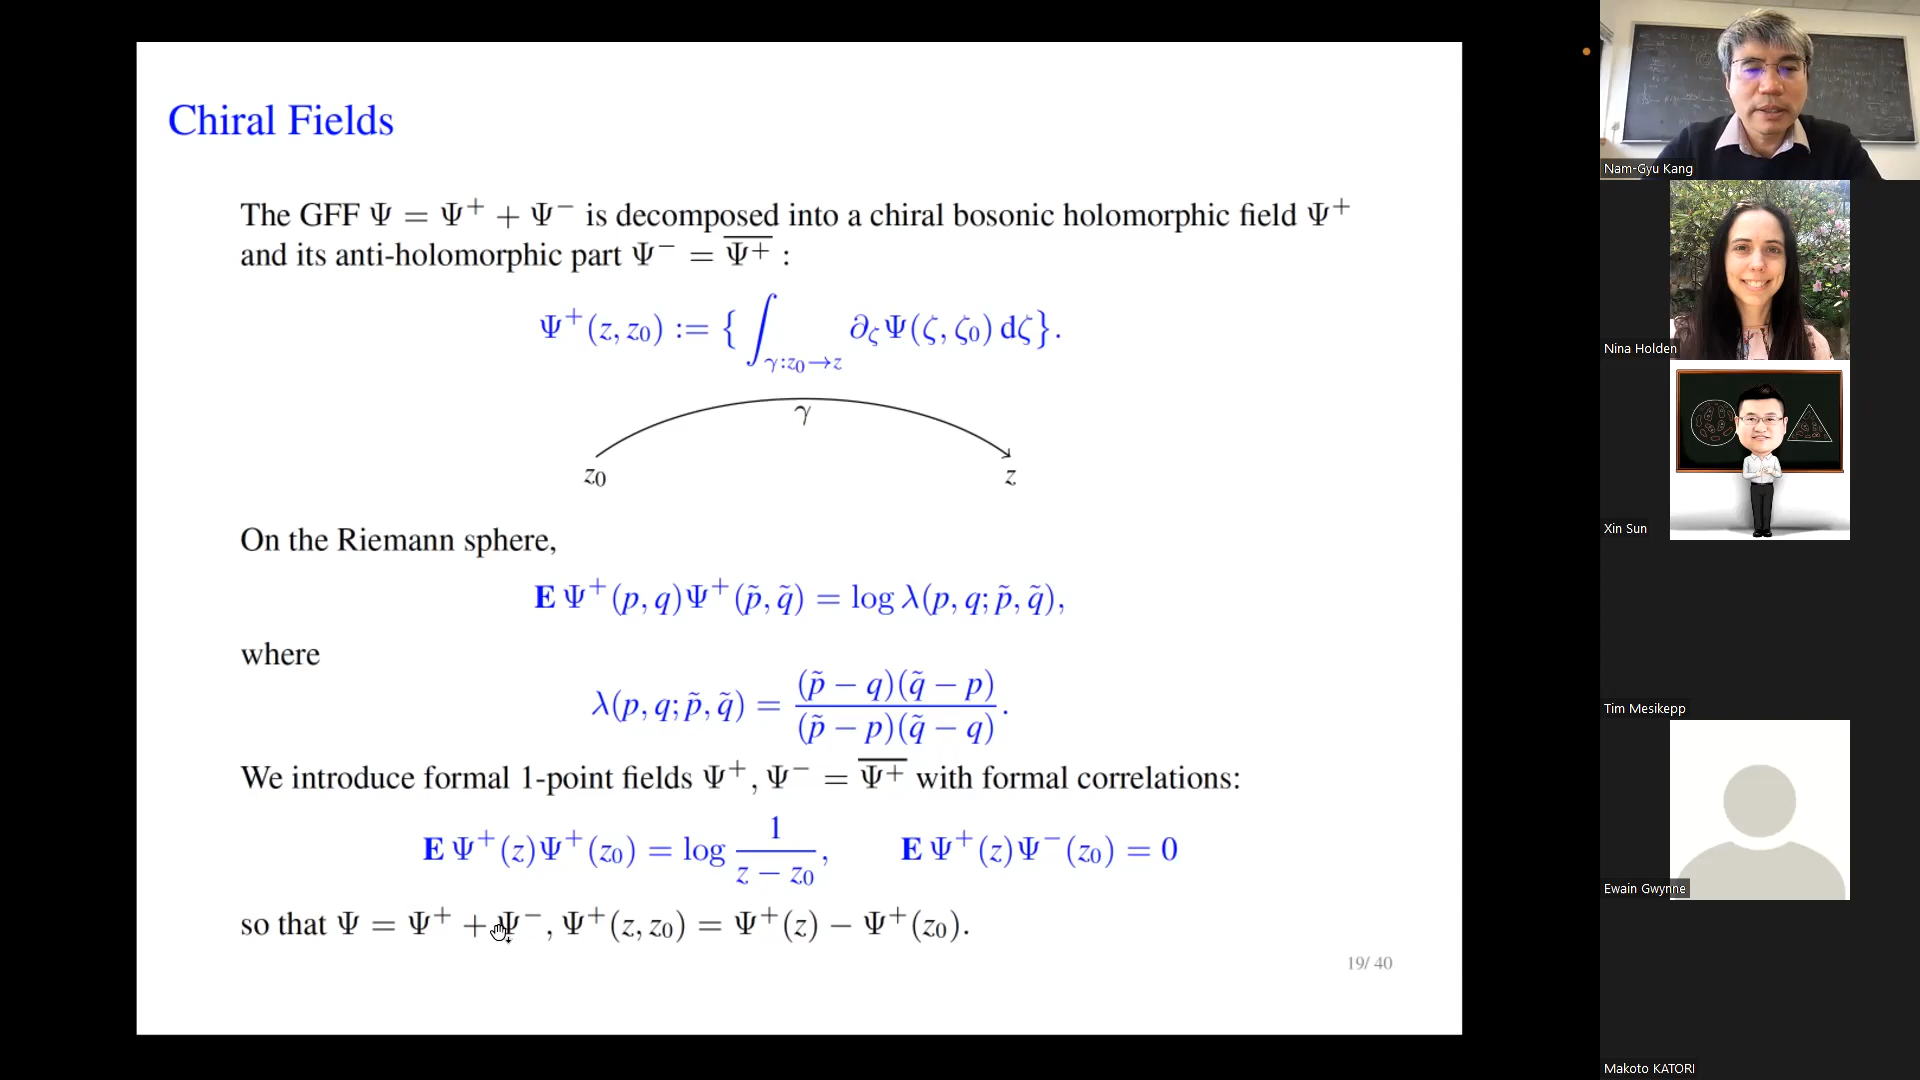 Chiral Fields
The GFF Ψ = Ψ⁺ + Ψ⁻ is decomposed into a chiral bosonic holomorphic field Ψ⁺
and its anti-holomorphic part Ψ⁻ = \overline{Ψ⁺} :
Ψ⁺(z, z₀) := { ∫_{γ:z₀→z} ∂_ζ Ψ(ζ, ζ₀) dζ }.
γ
z₀ z
On the Riemann sphere,
E Ψ⁺(p, q)Ψ⁺(p̃, q̃) = log λ(p, q; p̃, q̃),
where
λ(p, q; p̃, q̃) = \frac{(p̃ − q)(q̃ − p)}{(p̃ − p)(q̃ − q)}.
We introduce formal 1-point fields Ψ⁺, Ψ⁻ = \overline{Ψ⁺} with formal correlations:
E Ψ⁺(z)Ψ⁺(z₀) = log \frac{1}{z − z₀}, E Ψ⁺(z)Ψ⁻(z₀) = 0
so that Ψ = Ψ⁺ + Ψ⁻, Ψ⁺(z, z₀) = Ψ⁺(z) − Ψ⁺(z₀).
19/ 40
Nam-Gyu Kang
Nina Holden
Xin Sun
Tim Mesikepp
Ewain Gwynne
Makoto KATORI